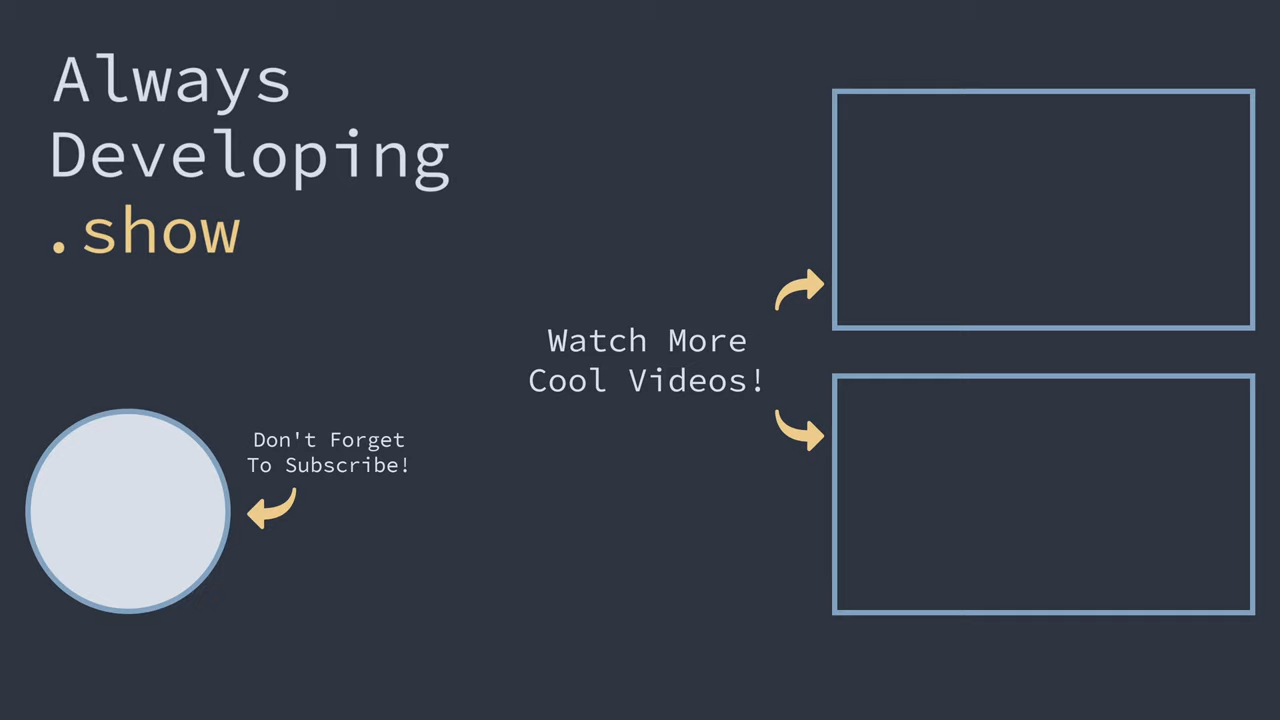 Always
Developing
.show
Watch More
Cool Videos!
Don't Forget
To Subscribe!